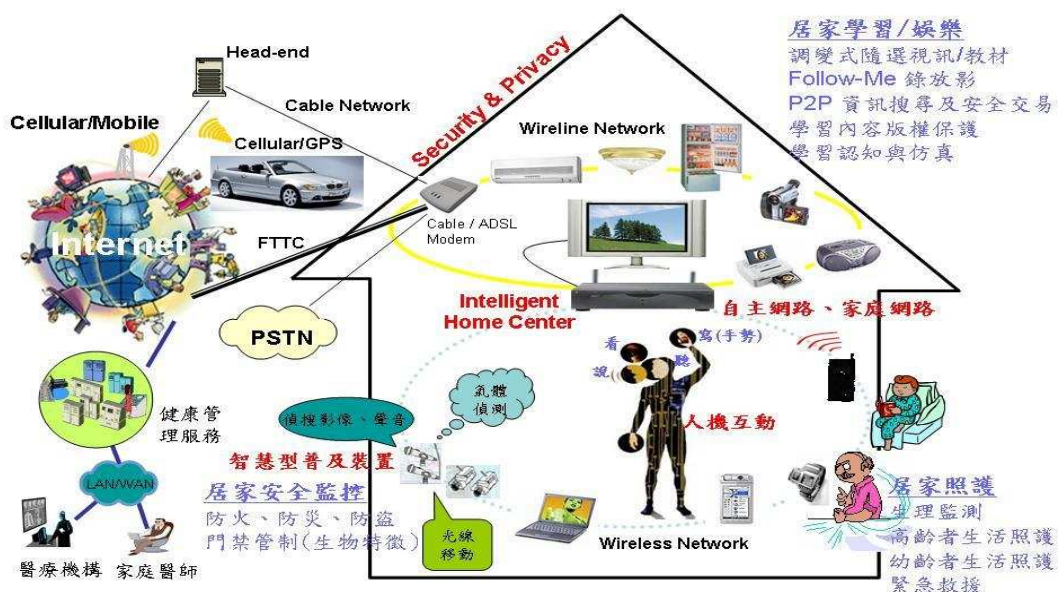 Head-end
Cable Network
Cellular/Mobile
Cellular/GPS
Internet
FTTC
PSTN
Security & Privacy
Wireline Network
Cable / ADSL
Modem
Intelligent
Home Center
居家學習/娛樂
調變式隨選視訊/教材
Follow-Me 錄放影
P2P 資訊搜尋及安全交易
學習內容版權保護
學習認知與仿真
自主網路、家庭網路
看
寫(手勢)
說
聽
人機互動
氣體
偵測
偵搜影像、聲音
智慧型普及裝置
居家安全監控
防火、防災、防盜
門禁管制(生物特徵)
光線
移動
Wireless Network
健康管
理服務
LAN/WAN
醫療機構
家庭醫師
居家照護
生理監測
高齡者生活照護
幼齡者生活照護
緊急救援